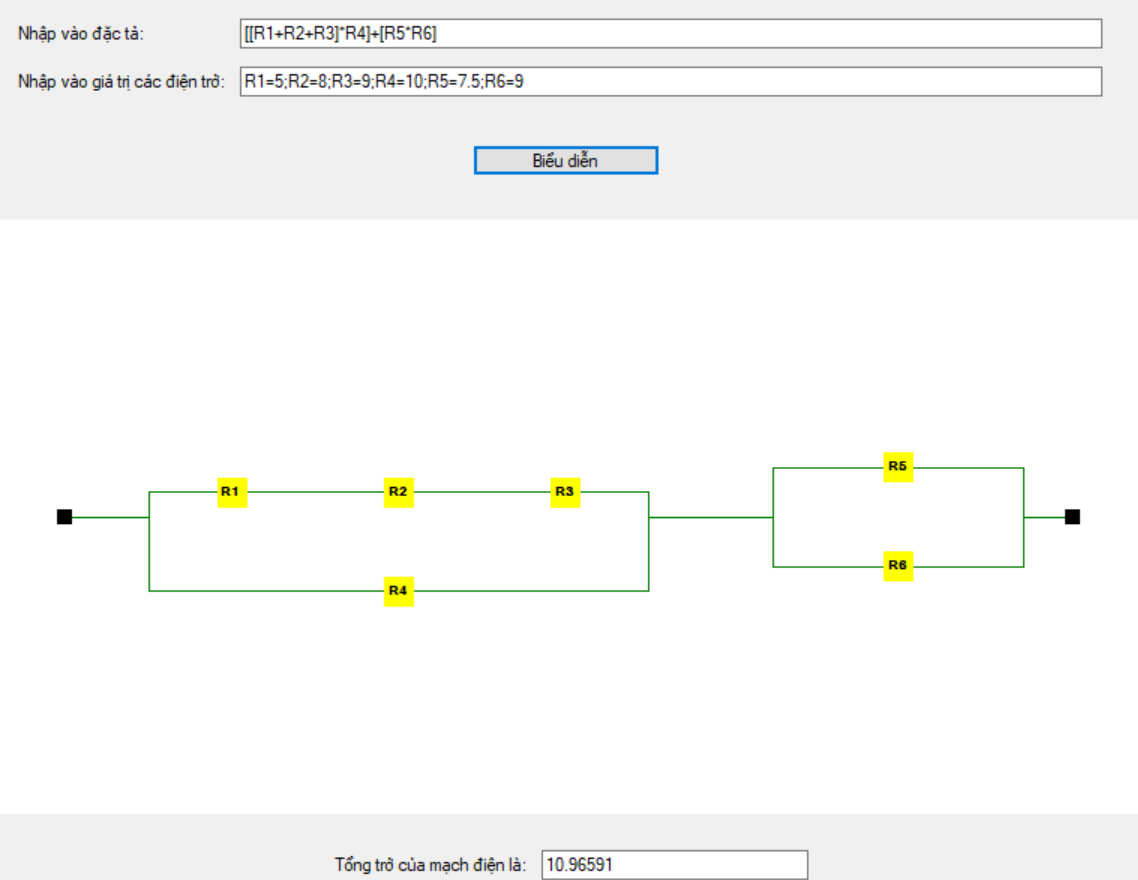 Nhập vào đặc tả: [[R1+R2+R3]*R4]+[R5*R6]
Nhập vào giá trị các điện trở: R1=5;R2=8;R3=9;R4=10;R5=7.5;R6=9
Biểu diễn
R5
R1 R2 R3
R6
R4
Tổng trở của mạch điện là: 10.96591